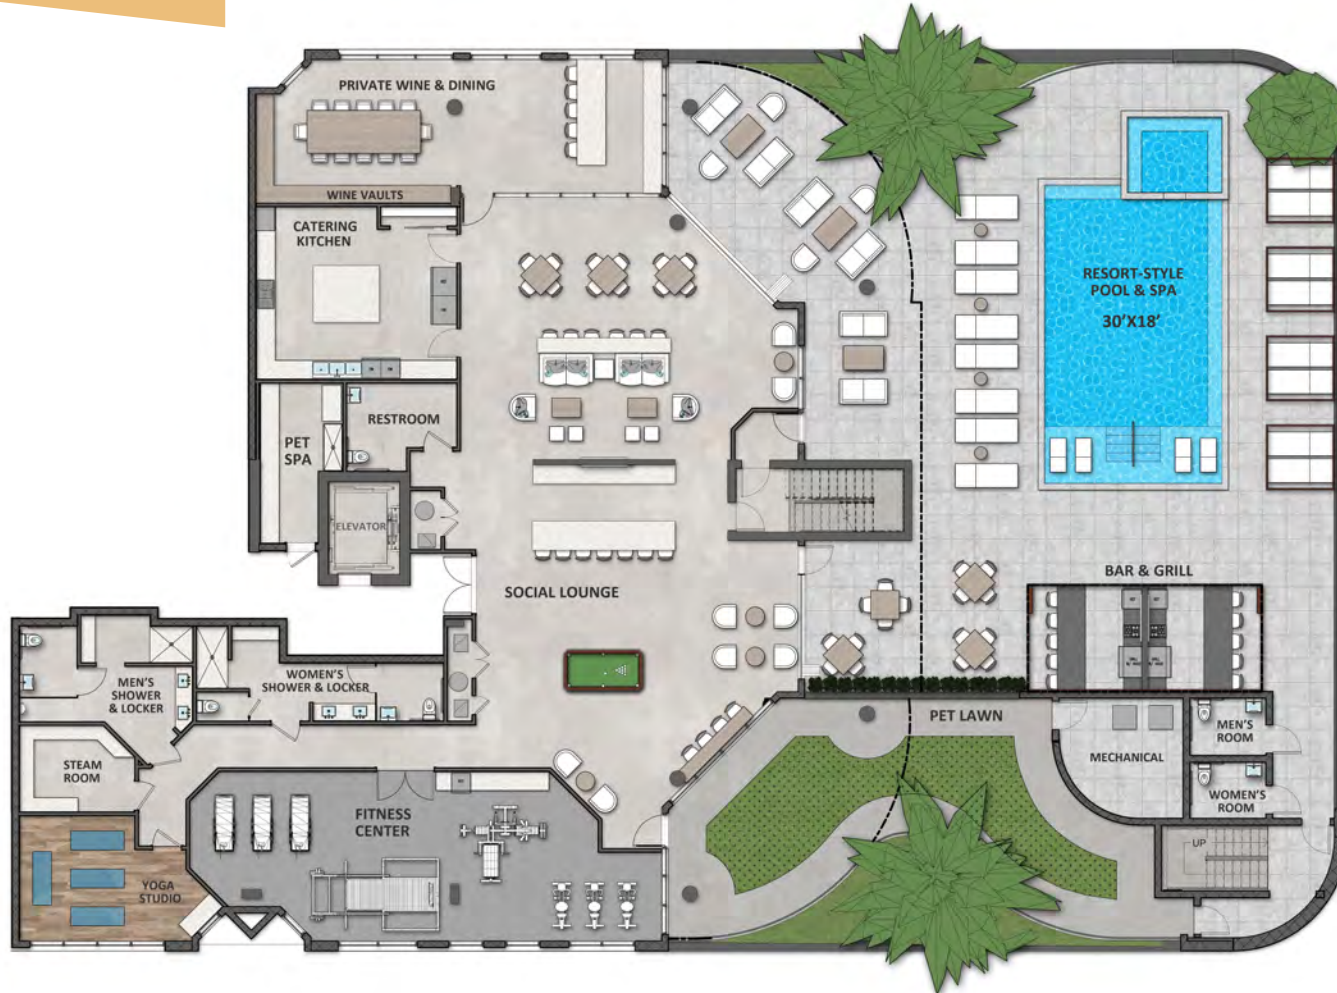 PRIVATE WINE & DINING
WINE VAULTS
CATERING
KITCHEN
RESORT-STYLE
POOL & SPA
30'X18'
RESTROOM
PET
SPA
ELEVATOR
SOCIAL LOUNGE
BAR & GRILL
MEN'S
SHOWER
& LOCKER
WOMEN'S
SHOWER & LOCKER
PET LAWN
MEN'S
ROOM
STEAM
ROOM
MECHANICAL
WOMEN'S
ROOM
FITNESS
CENTER
UP
YOGA
STUDIO